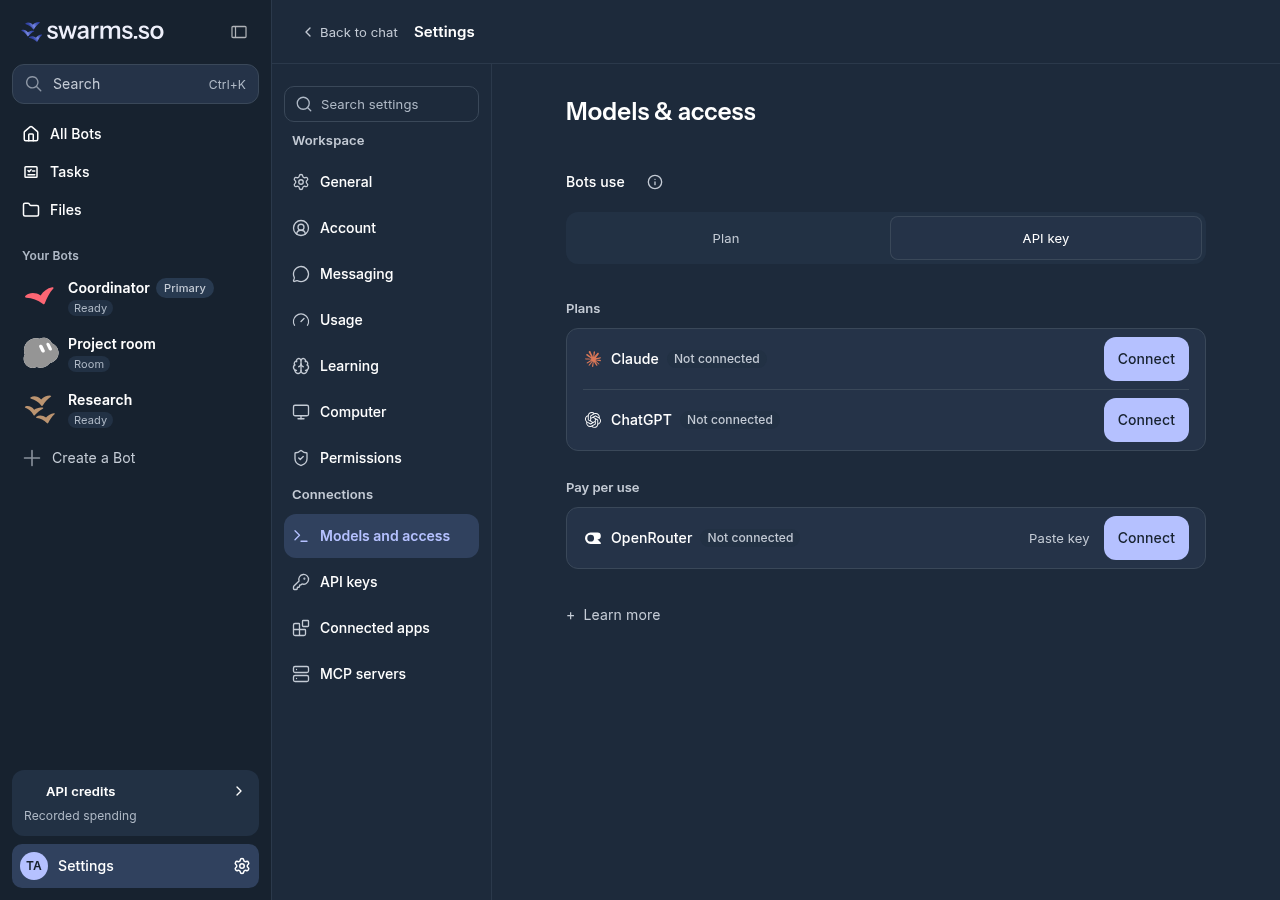 swarms.so
Search Ctrl+K
All Bots
Tasks
Files
Your Bots
Coordinator Primary
Ready
Project room
Room
Research
Ready
Create a Bot
API credits
Recorded spending
TA Settings
Back to chat Settings
Search settings
Workspace
General
Account
Messaging
Usage
Learning
Computer
Permissions
Connections
Models and access
API keys
Connected apps
MCP servers
Models & access
Bots use
Plan API key
Plans
Claude Not connected Connect
ChatGPT Not connected Connect
Pay per use
OpenRouter Not connected Paste key Connect
+ Learn more